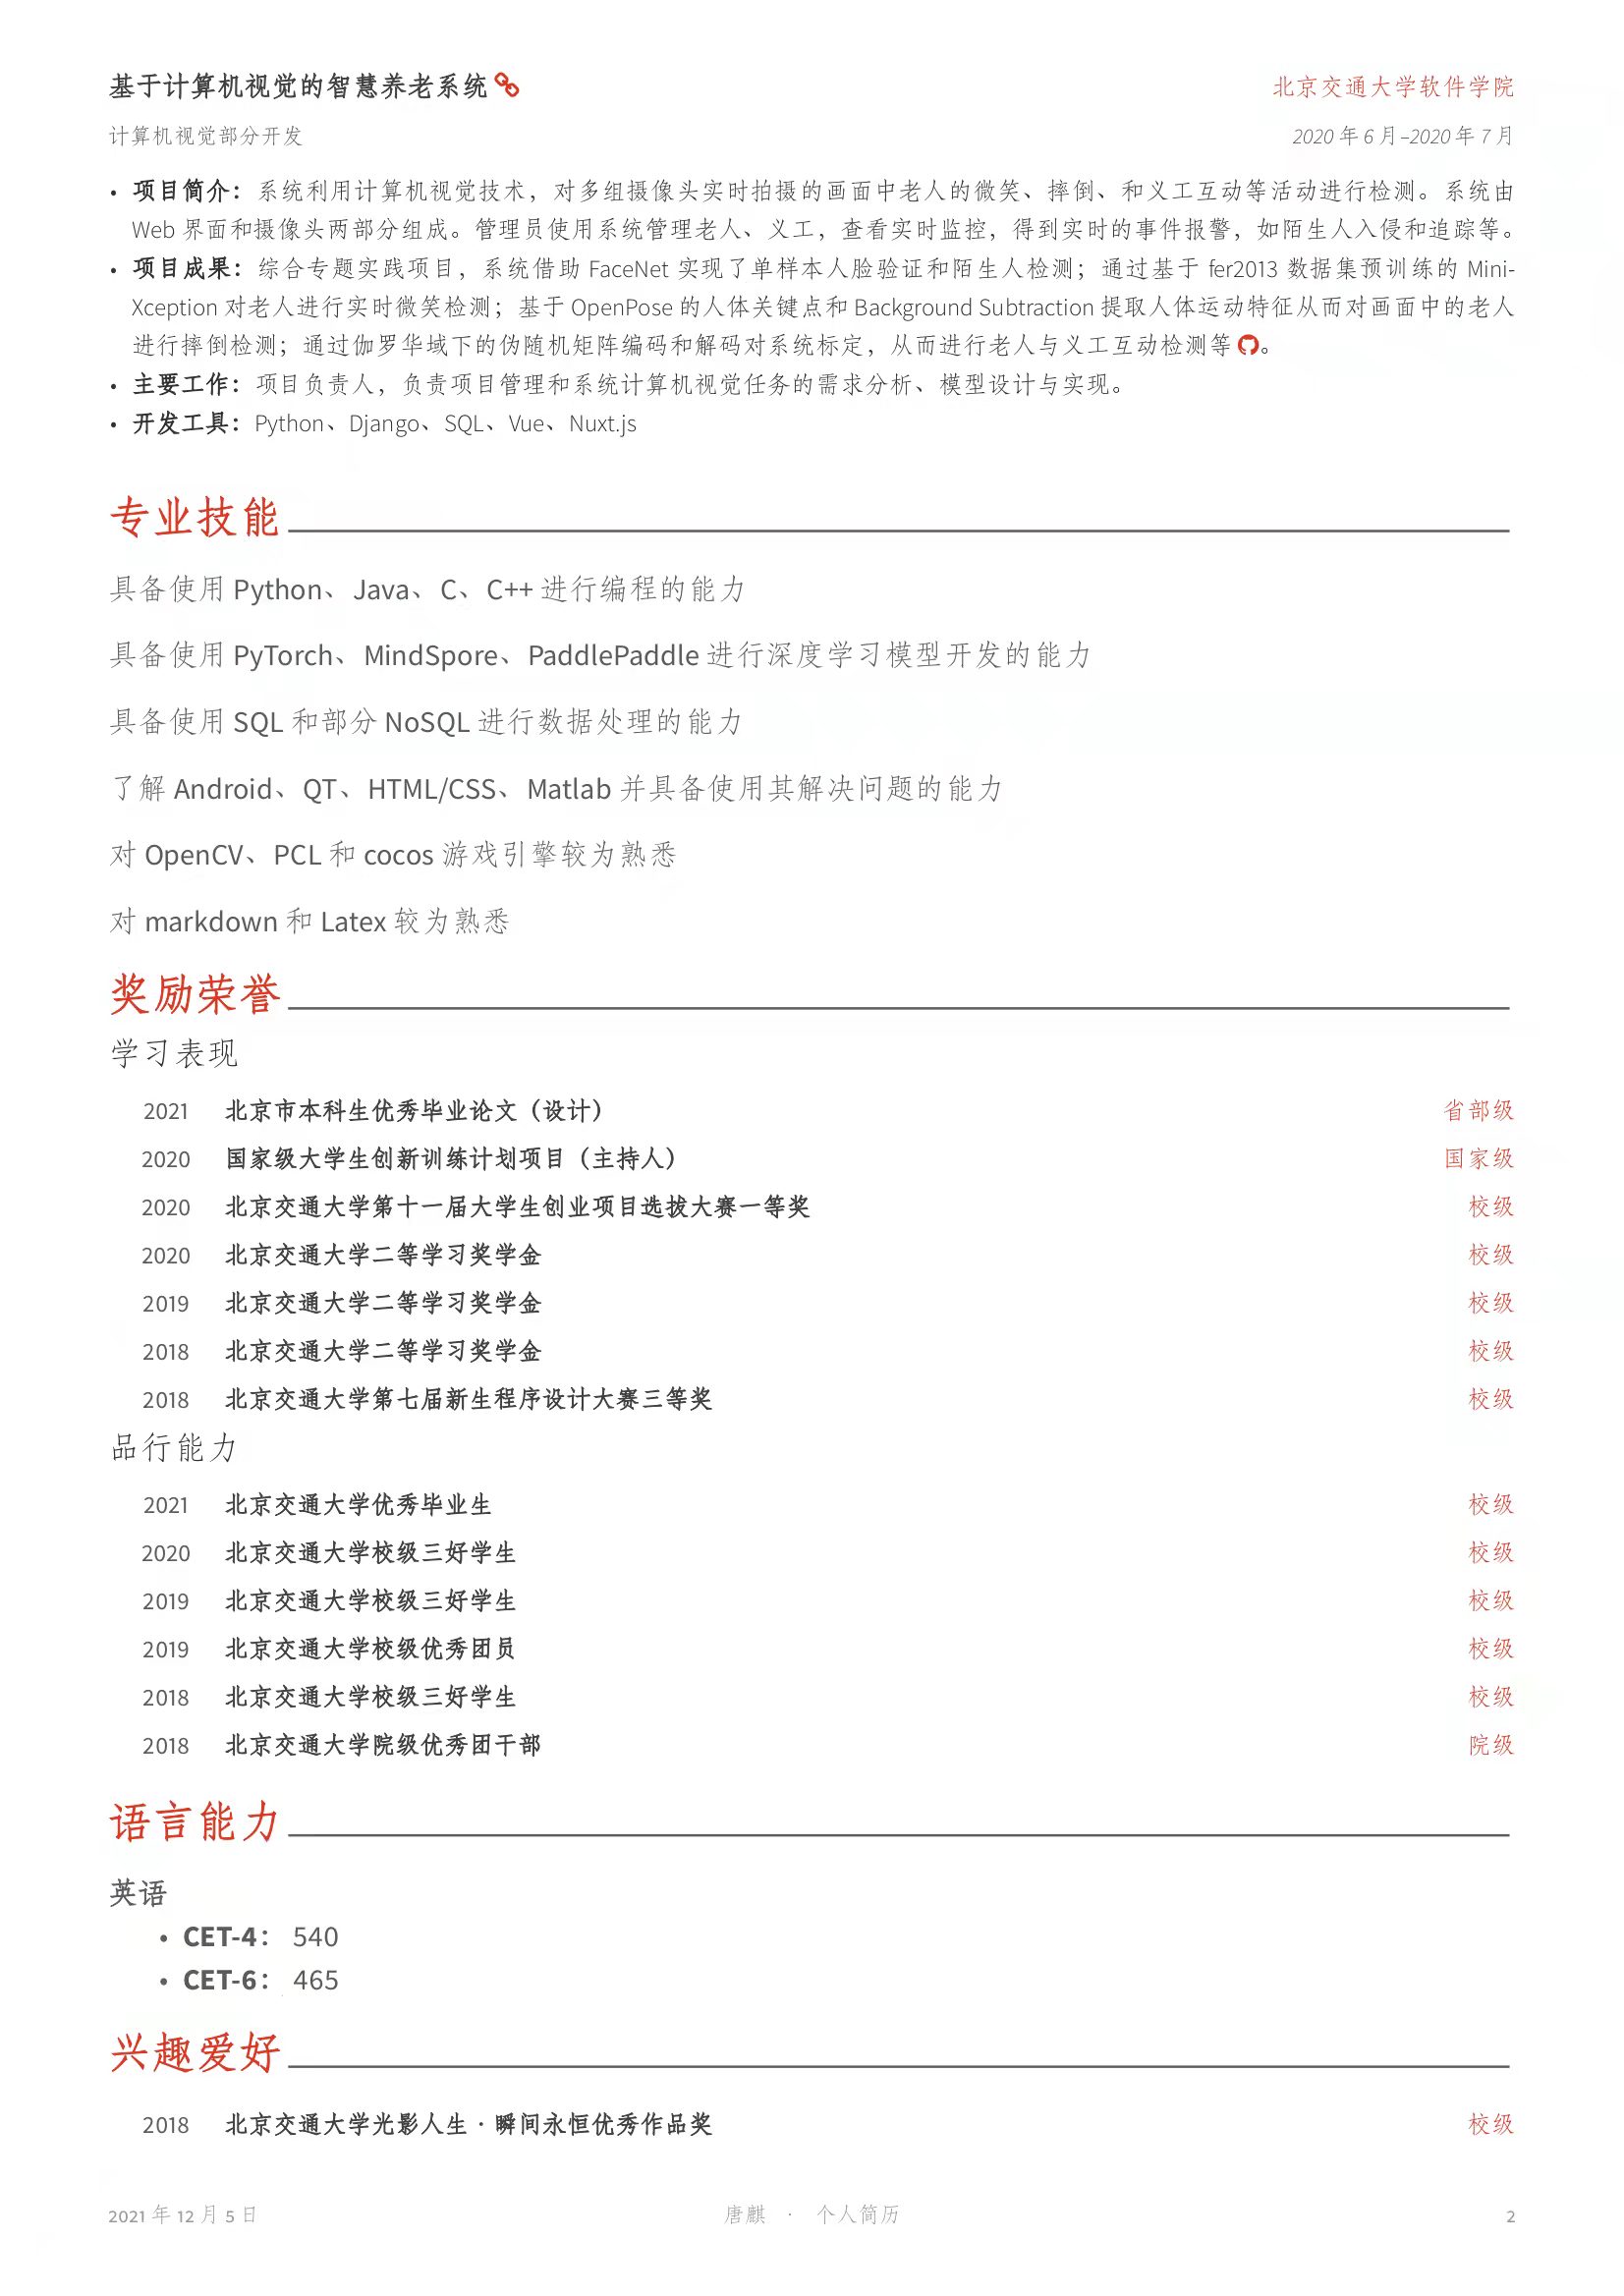 基于计算机视觉的智慧养老系统 北京交通大学软件学院
计算机视觉部分开发 2020 年 6 月–2020 年 7 月
• 项目简介：系统利用计算机视觉技术，对多组摄像头实时拍摄的画面中老人的微笑、摔倒、和义工互动等活动进行检测。系统由
Web 界面和摄像头两部分组成。管理员使用系统管理老人、义工，查看实时监控，得到实时的事件报警，如陌生人入侵和追踪等。
• 项目成果：综合专题实践项目，系统借助 FaceNet 实现了单样本人脸验证和陌生人检测；通过基于 fer2013 数据集预训练的 Mini-
Xception 对老人进行实时微笑检测；基于 OpenPose 的人体关键点和 Background Subtraction 提取人体运动特征从而对画面中的老人
进行摔倒检测；通过伽罗华域下的伪随机矩阵编码和解码对系统标定，从而进行老人与义工互动检测等。
• 主要工作：项目负责人，负责项目管理和系统计算机视觉任务的需求分析、模型设计与实现。
• 开发工具：Python、Django、SQL、Vue、Nuxt.js
专业技能
具备使用 Python、Java、C、C++ 进行编程的能力
具备使用 PyTorch、MindSpore、PaddlePaddle 进行深度学习模型开发的能力
具备使用 SQL 和部分 NoSQL 进行数据处理的能力
了解 Android、QT、HTML/CSS、Matlab 并具备使用其解决问题的能力
对 OpenCV、PCL 和 cocos 游戏引擎较为熟悉
对 markdown 和 Latex 较为熟悉
奖励荣誉
学习表现
2021 北京市本科生优秀毕业论文（设计） 省部级
2020 国家级大学生创新训练计划项目（主持人） 国家级
2020 北京交通大学第十一届大学生创业项目选拔大赛一等奖 校级
2020 北京交通大学二等学习奖学金 校级
2019 北京交通大学二等学习奖学金 校级
2018 北京交通大学二等学习奖学金 校级
2018 北京交通大学第七届新生程序设计大赛三等奖 校级
品行能力
2021 北京交通大学优秀毕业生 校级
2020 北京交通大学校级三好学生 校级
2019 北京交通大学校级三好学生 校级
2019 北京交通大学校级优秀团员 校级
2018 北京交通大学校级三好学生 校级
2018 北京交通大学院级优秀团干部 院级
语言能力
英语
• CET-4： 540
• CET-6： 465
兴趣爱好
2018 北京交通大学光影人生 · 瞬间永恒优秀作品奖 校级
2021 年 12 月 5 日 唐麒 · 个人简历 2